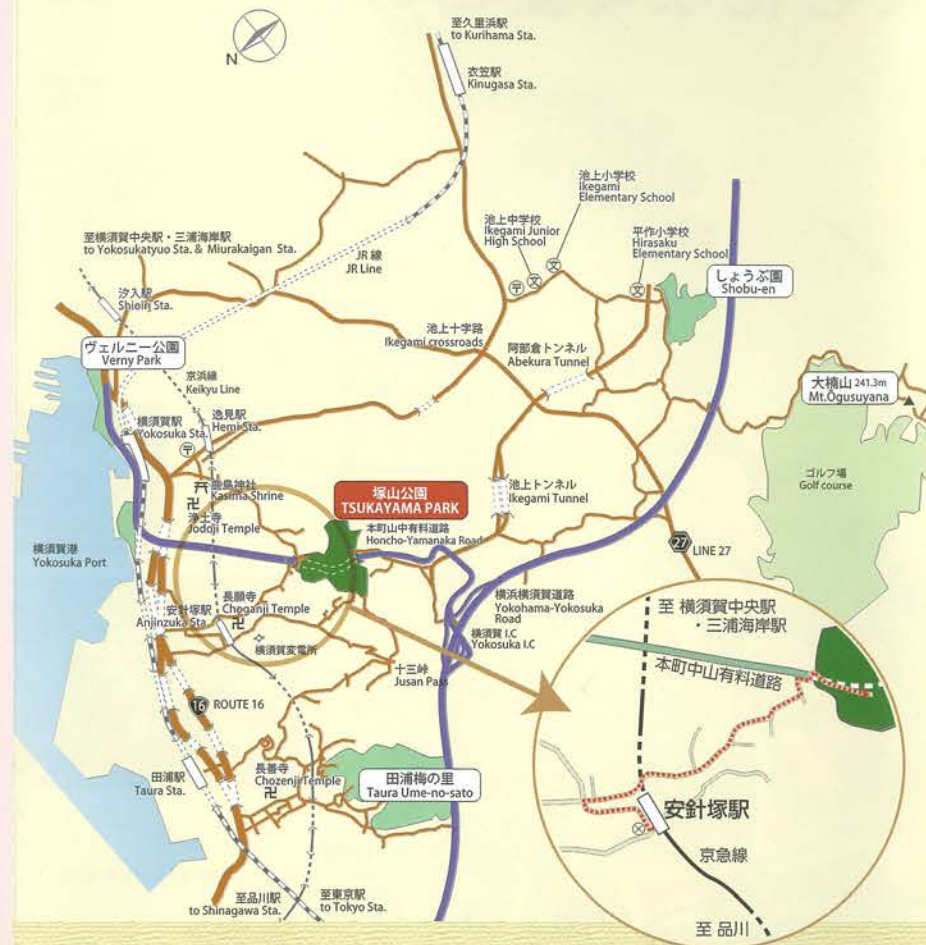 N
至久里浜駅
to Kurihama Sta.
衣笠駅
Kinugasa Sta.
池上小学校
Ikegami
Elementary School
池上中学校
Ikegami Junior
High School
平作小学校
Hirasaku
Elementary School
文
文
文
〒
しょうぶ園
Shobu-en
至横須賀中央駅・三浦海岸駅
to Yokosukatyuo Sta. & Miurakaigan Sta.
JR 線
JR Line
汐入駅
Shioiri Sta.
ヴェルニー公園
Verny Park
池上十字路
Ikegami crossroads
阿部倉トンネル
Abekura Tunnel
京浜線
Keikyu Line
大楠山 241.3m
Mt.Ogusuyana
横須賀駅
Yokosuka Sta.
逸見駅
Hemi Sta.
〒
ゴルフ場
Golf course
鹿島神社
Kasima Shrine
卍
浄土寺
Jodoji Temple
塚山公園
TSUKAYAMA PARK
池上トンネル
Ikegami Tunnel
本町山中有料道路
Honcho-Yamanaka Road
27 LINE 27
横須賀港
Yokosuka Port
長願寺
Choganji Temple
卍
安針塚駅
Anjinzuka Sta.
横須賀変電所
横浜横須賀道路
Yokohama-Yokosuka
Road
横須賀 I.C
Yokosuka I.C
十三峠
Jusan Pass
16 ROUTE 16
田浦駅
Taura Sta.
長善寺
Chozenji Temple
卍
田浦梅の里
Taura Ume-no-sato
至品川駅
to Shinagawa Sta.
至東京駅
to Tokyo Sta.
至 横須賀中央駅
・三浦海岸駅
本町中山有料道路
安針塚駅
京急線
至 品川